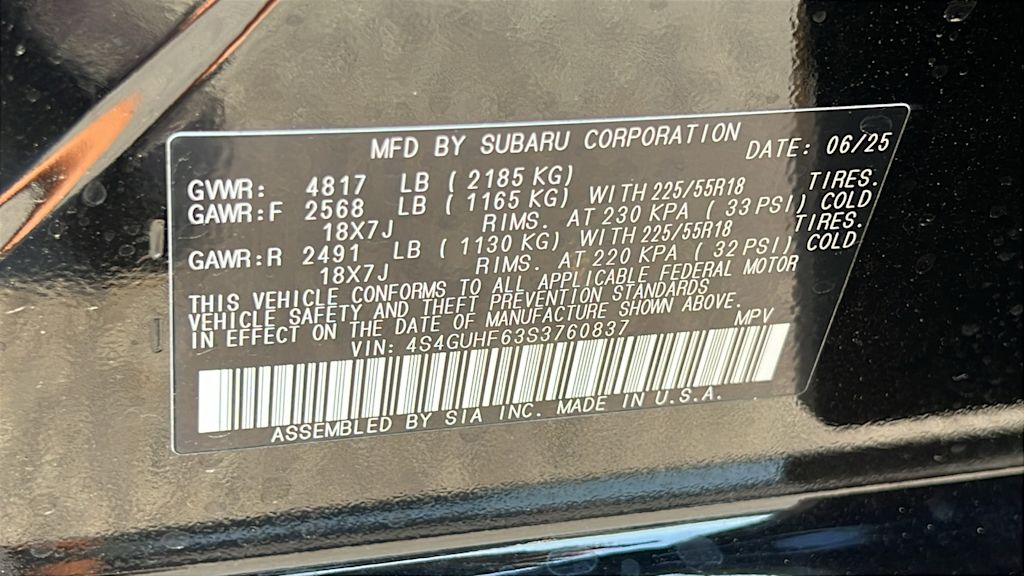 MFD BY SUBARU CORPORATION DATE: 06/25
GVWR: 4817 LB ( 2185 KG)
GAWR:F 2568 LB ( 1165 KG) WITH 225/55R18 TIRES.
18X7J RIMS. AT 230 KPA ( 33 PSI) COLD
GAWR:R 2491 LB ( 1130 KG) WITH 225/55R18 TIRES.
18X7J RIMS. AT 220 KPA ( 32 PSI) COLD
THIS VEHICLE CONFORMS TO ALL APPLICABLE FEDERAL MOTOR
VEHICLE SAFETY AND THEFT PREVENTION STANDARDS
IN EFFECT ON THE DATE OF MANUFACTURE SHOWN ABOVE.
VIN: 4S4GUHF63S3760837 MPV
ASSEMBLED BY SIA INC. MADE IN U.S.A.